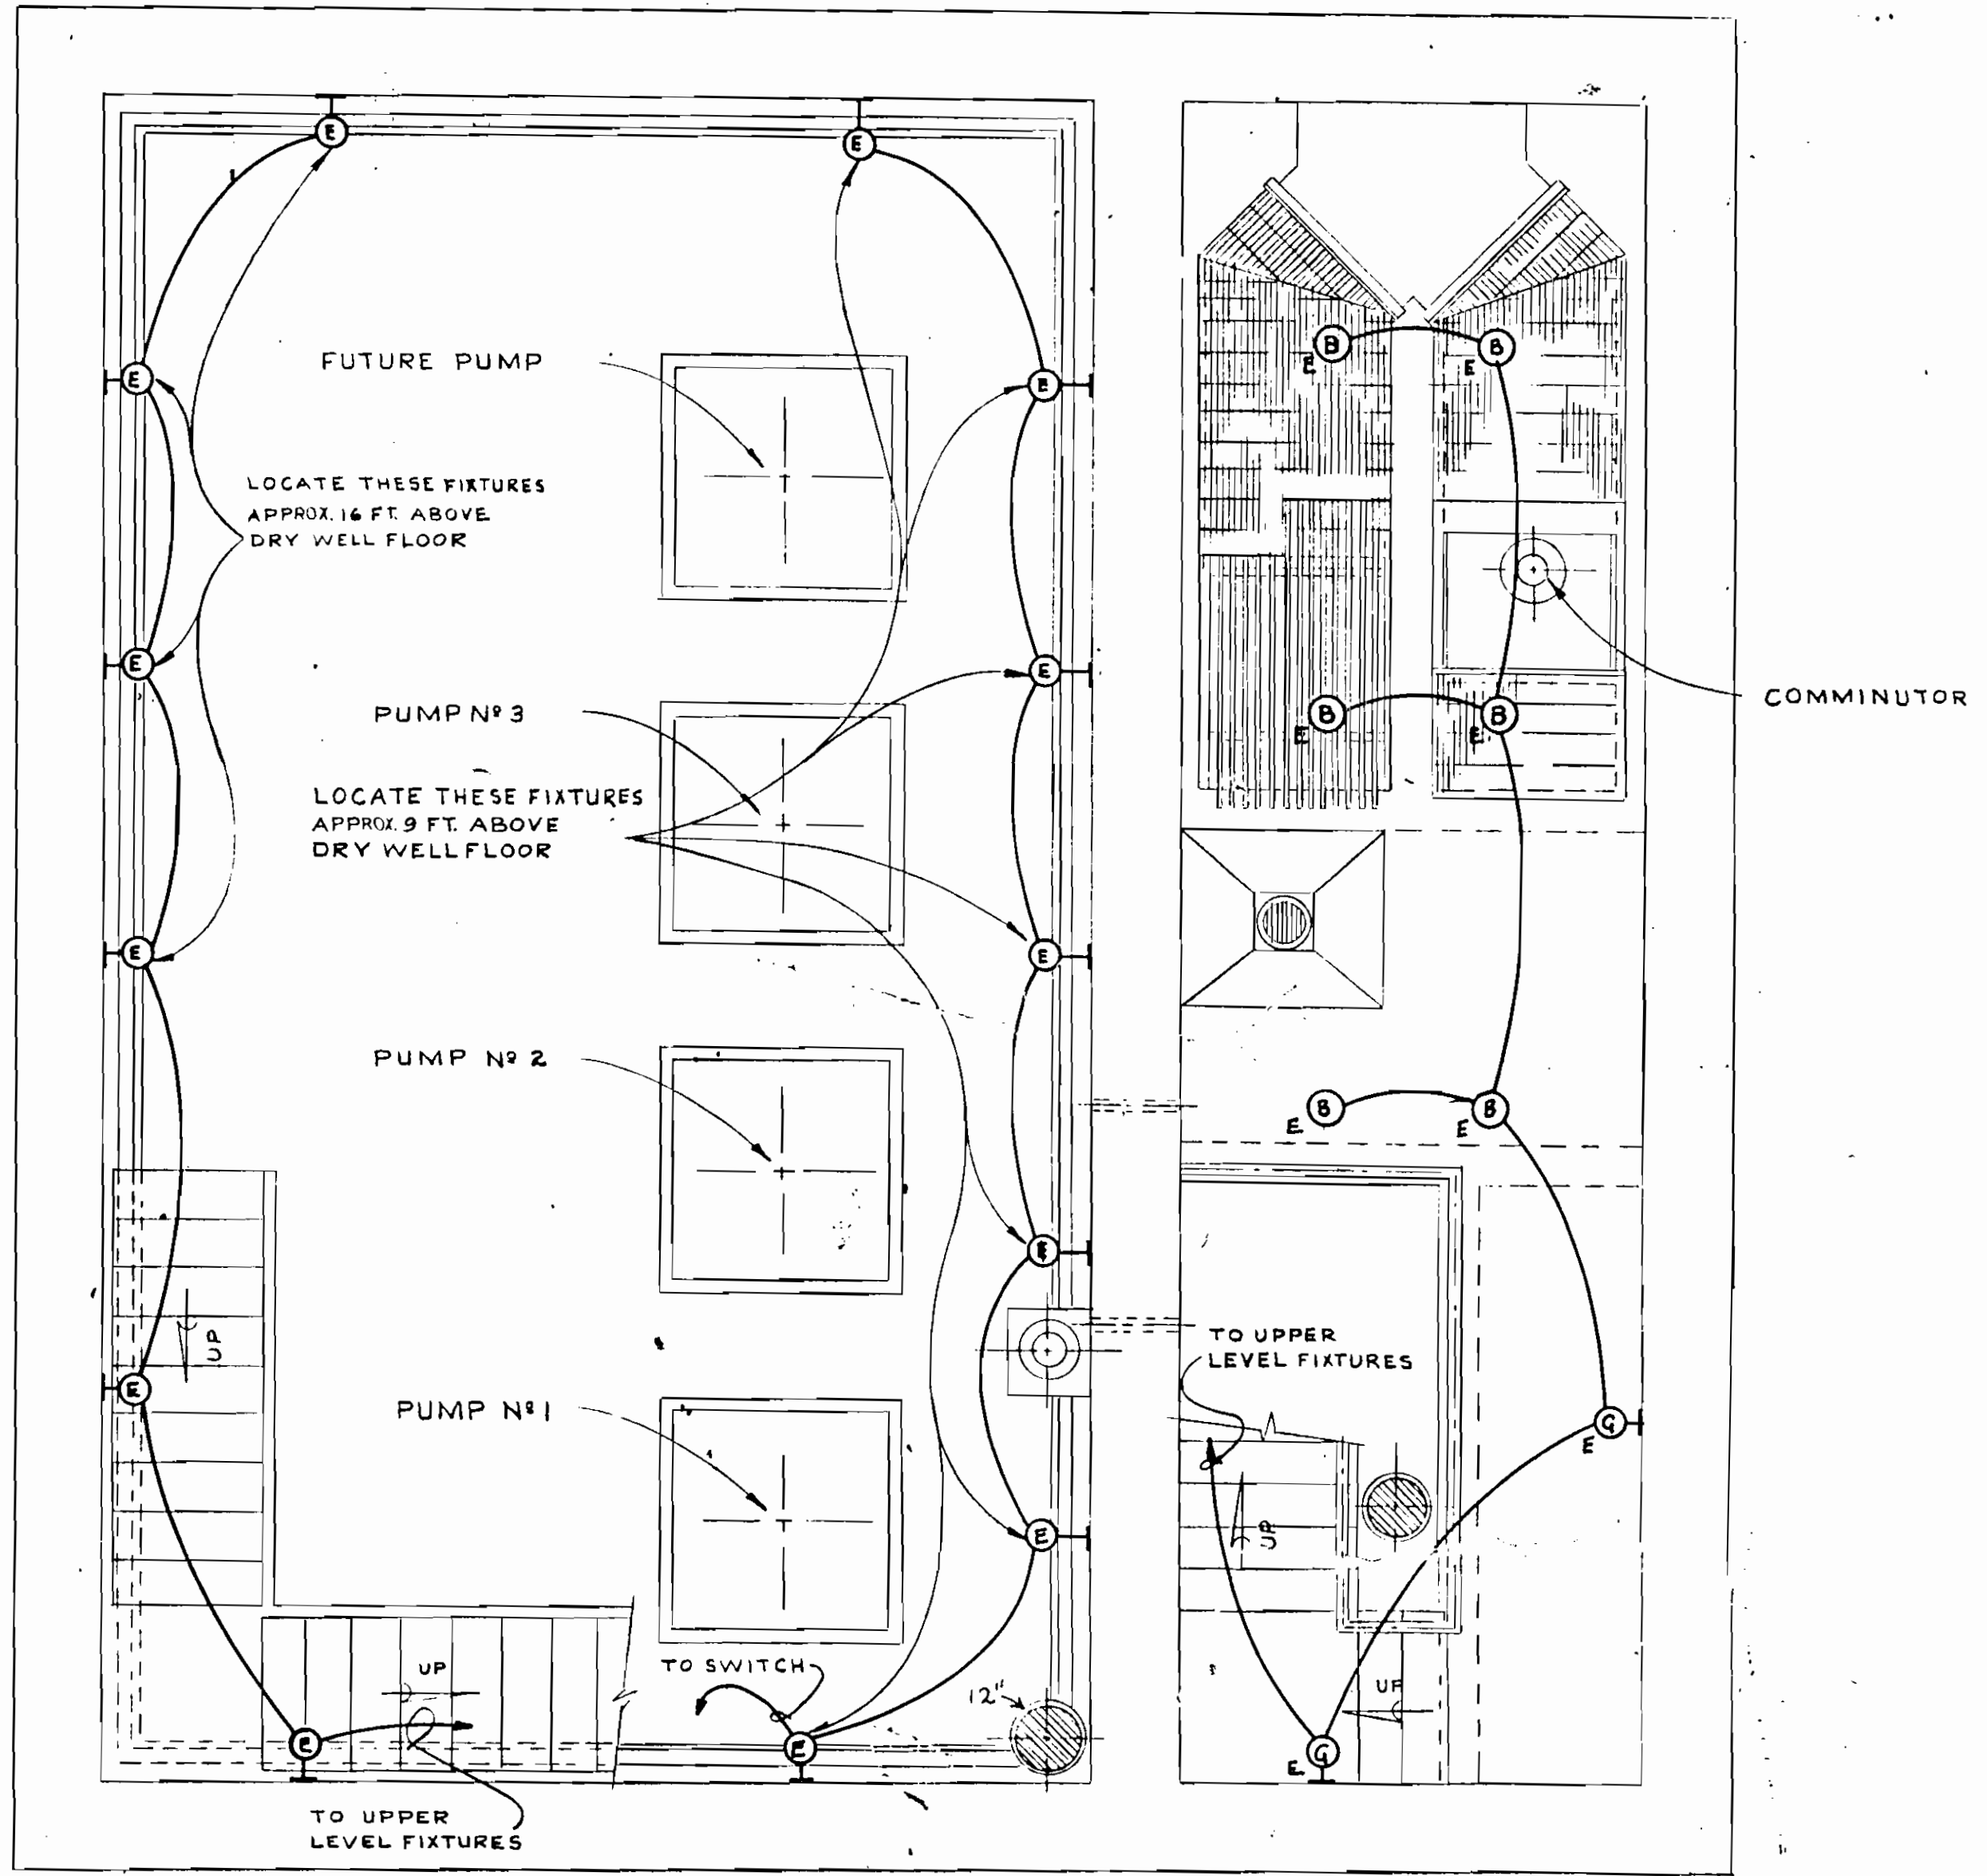 E
E
FUTURE PUMP
B
E
B
E
E
E
LOCATE THESE FIXTURES
APPROX. 16 FT. ABOVE
DRY WELL FLOOR
E
E
PUMP Nº 3
B
E
B
E
COMMINUTOR
LOCATE THESE FIXTURES
APPROX. 9 FT. ABOVE
DRY WELL FLOOR
E
E
PUMP Nº 2
B
E
B
E
E
UP
TO UPPER
LEVEL FIXTURES
E
PUMP Nº 1
G
E
UP
E
UP
TO SWITCH
12"
UP
E
E
G
E
TO UPPER
LEVEL FIXTURES